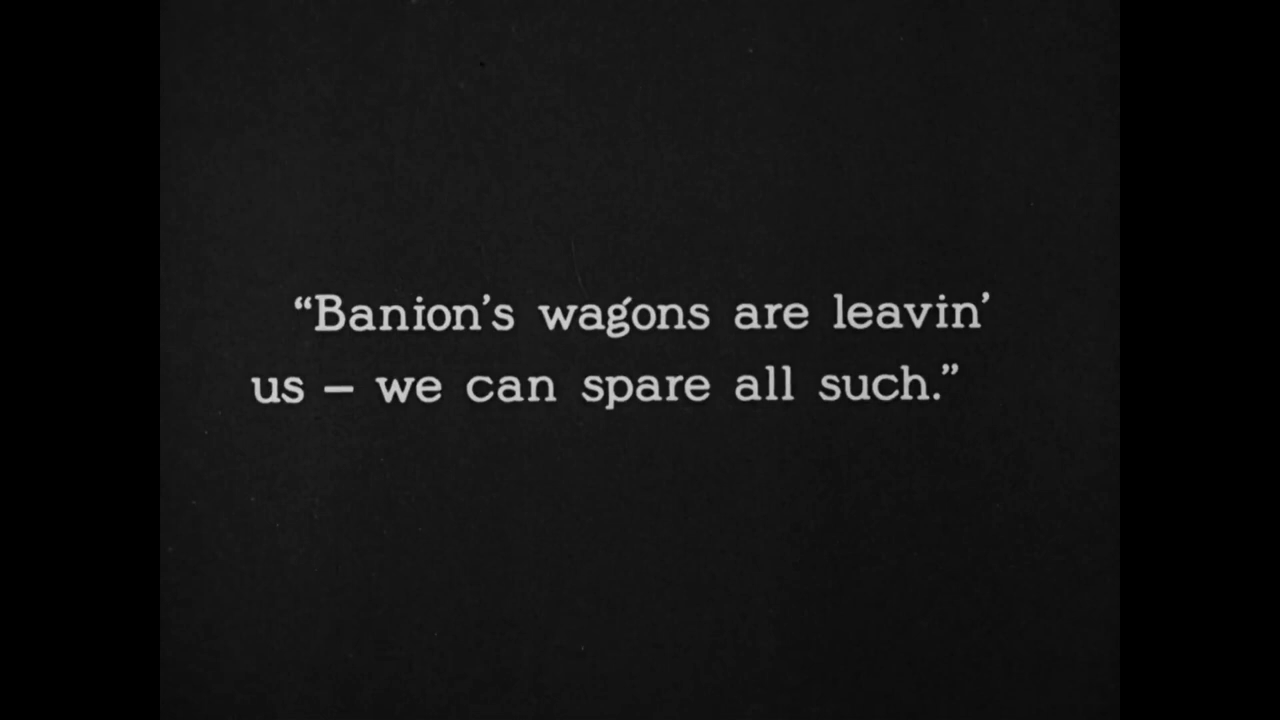 “Banion’s wagons are leavin’
us – we can spare all such.”